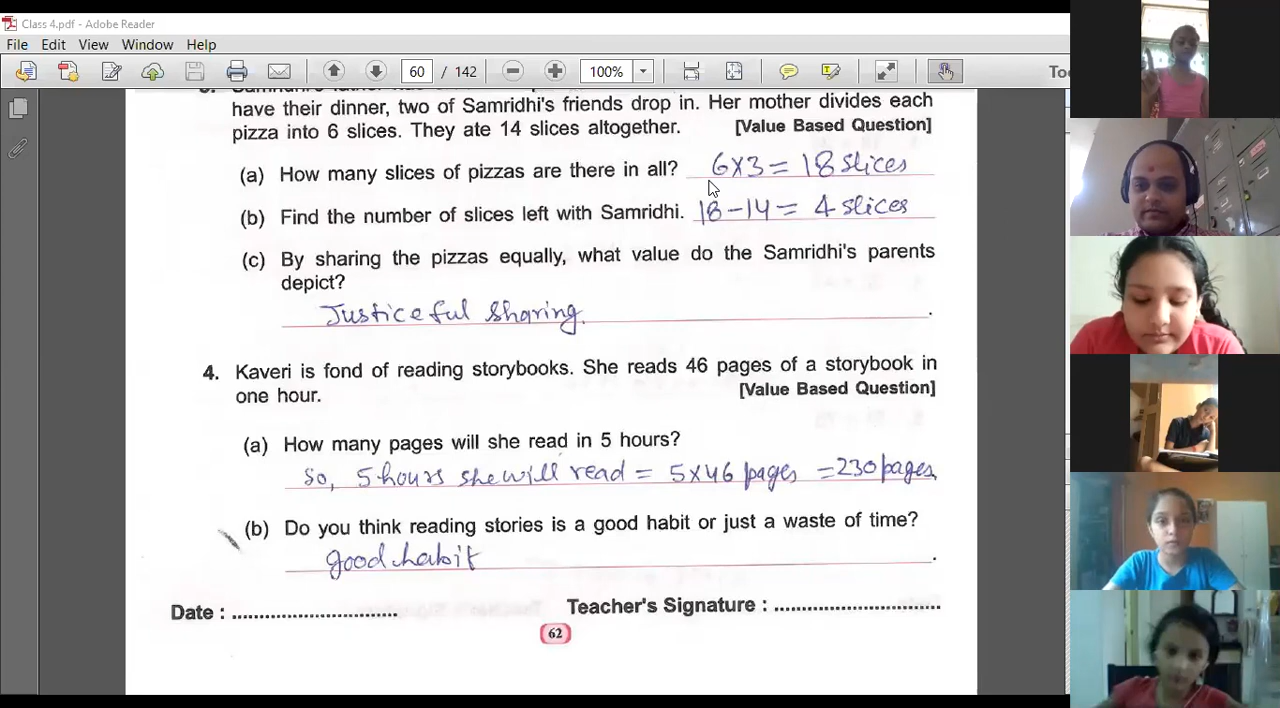 Class 4.pdf - Adobe Reader
File Edit View Window Help
60 / 142 100% Too
have their dinner, two of Samridhi's friends drop in. Her mother divides each
pizza into 6 slices. They ate 14 slices altogether. [Value Based Question]
(a) How many slices of pizzas are there in all? 6×3 = 18 slices
(b) Find the number of slices left with Samridhi. 18 - 14 = 4 slices
(c) By sharing the pizzas equally, what value do the Samridhi's parents
depict?
Justiceful sharing.
4. Kaveri is fond of reading storybooks. She reads 46 pages of a storybook in
one hour. [Value Based Question]
(a) How many pages will she read in 5 hours?
So, 5 hours she will read = 5×46 pages = 230 pages.
(b) Do you think reading stories is a good habit or just a waste of time?
good habit
Date : ................................ Teacher's Signature : ................................
62